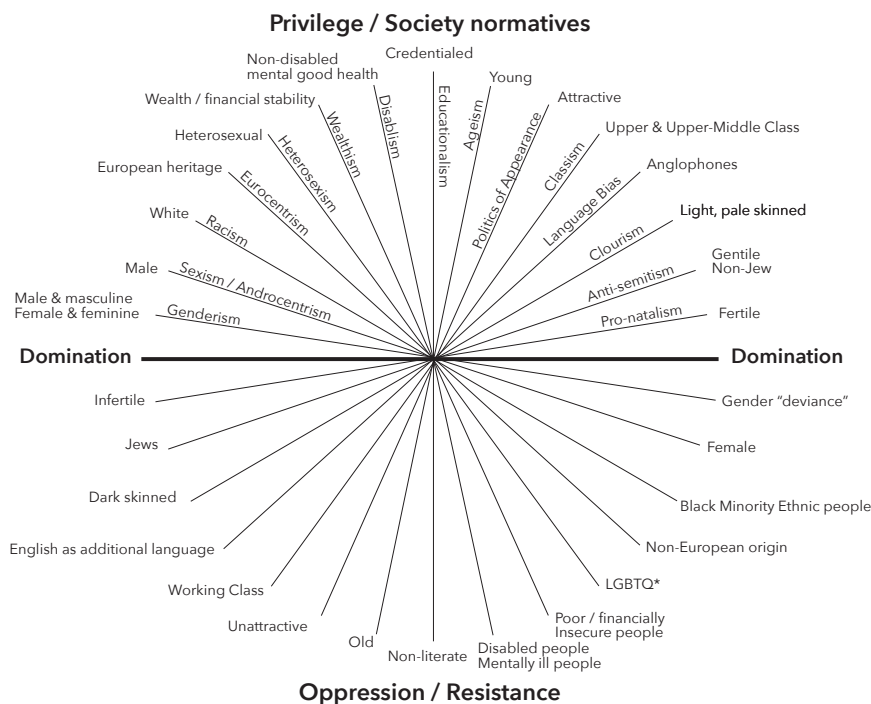 Privilege / Society normatives
Credentialed
Non-disabled
mental good health
Young
Wealth / financial stability
Attractive
Heterosexual
Upper & Upper-Middle Class
European heritage
Anglophones
White
Light, pale skinned
Male
Gentile
Non-Jew
Male & masculine
Female & feminine
Fertile
Genderism
Sexism / Androcentrism
Racism
Eurocentrism
Heterosexism
Wealthism
Disablism
Educationalism
Ageism
Politics of Appearance
Classism
Language Bias
Clourism
Anti-semitism
Pro-natalism
Domination
Domination
Infertile
Gender “deviance”
Jews
Female
Dark skinned
Black Minority Ethnic people
English as additional language
Non-European origin
Working Class
LGBTQ*
Unattractive
Poor / financially
Insecure people
Old
Non-literate
Disabled people
Mentally ill people
Oppression / Resistance